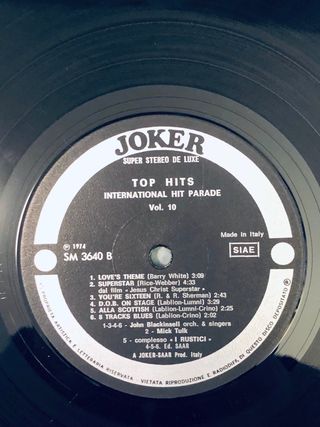 JOKER
SUPER STEREO DE LUXE
TOP HITS
INTERNATIONAL HIT PARADE
Vol. 10
Made in Italy
SIAE
Ⓟ 1974
SM 3640 B
1. LOVE'S THEME (Barry White) 3:09
2. SUPERSTAR (Rice-Webber) 4:33
dal film «Jesus Christ Superstar»
3. YOU'RE SIXTEEN (R. & R. Sherman) 2:43
4. D.O.B. ON STAGE (Lablion-Lumni) 3:29
5. ALLA SCOTTISH (Lablion-Lumni-Crino) 2:25
6. 8 TRACKS BLUES (Lablion-Crino) 2:02
1-3-4-6 - John Blackinsell orch. & singers
2 - Mick Tulk
5 - complesso «I RUSTICI»
4-5-6. Ed. SAAR
A JOKER-SAAR Prod. Italy
PROPRIETÀ ARTISTICA E LETTERARIA RISERVATA - VIETATA RIPRODUZIONE E RADIODIFF. DI QUESTO DISCO DEPOSITATO